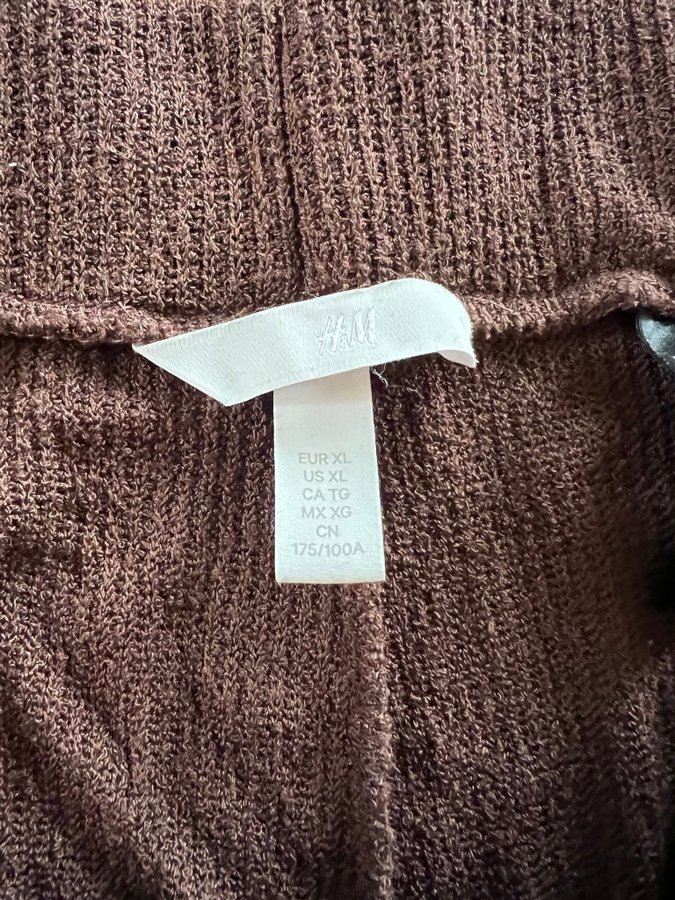 H&M
EUR XL
US XL
CA TG
MX XG
CN
175/100A